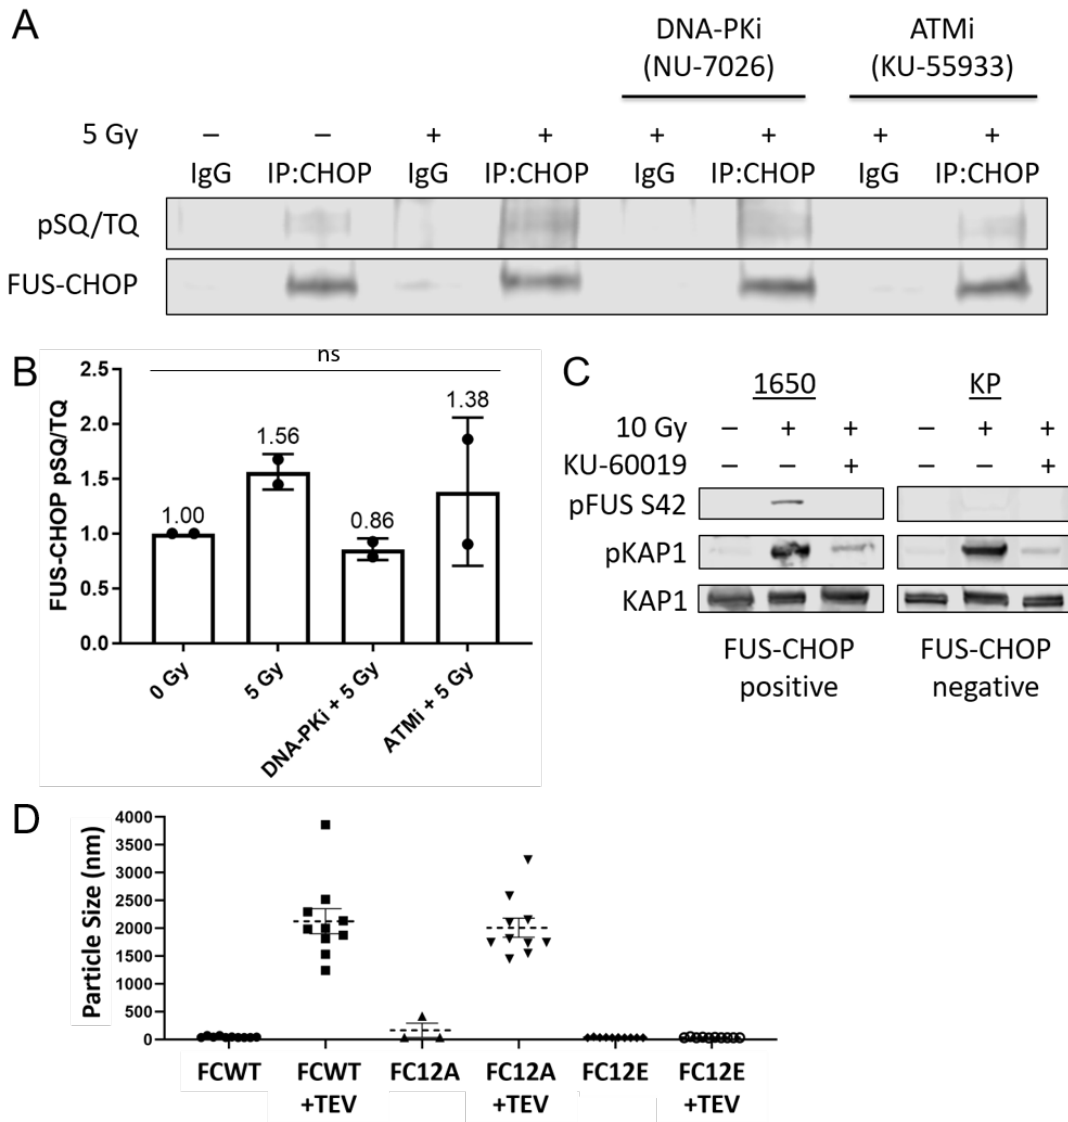 A
DNA-PKi ATMi
(NU-7026) (KU-55933)
5 Gy – – + + + + + +
IgG IP:CHOP IgG IP:CHOP IgG IP:CHOP IgG IP:CHOP
pSQ/TQ
FUS-CHOP
B
ns
FUS-CHOP pSQ/TQ
2.5
2.0
1.5
1.0
0.5
0.0
1.00
1.56
0.86
1.38
0 Gy
5 Gy
DNA-PKi + 5 Gy
ATMi + 5 Gy
C
1650 KP
10 Gy – + + – + +
KU-60019 – – + – – +
pFUS S42
pKAP1
KAP1
FUS-CHOP FUS-CHOP
positive negative
D
Particle Size (nm)
4000
3500
3000
2500
2000
1500
1000
500
0
FCWT FCWT FC12A FC12A FC12E FC12E
+TEV +TEV +TEV